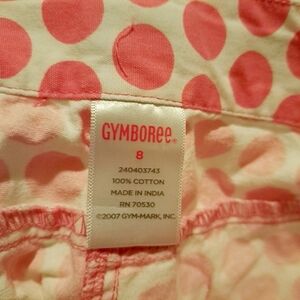 GYMBOREE®
8
240403743
100% COTTON
MADE IN INDIA
RN 70530
©2007 GYM-MARK, INC.